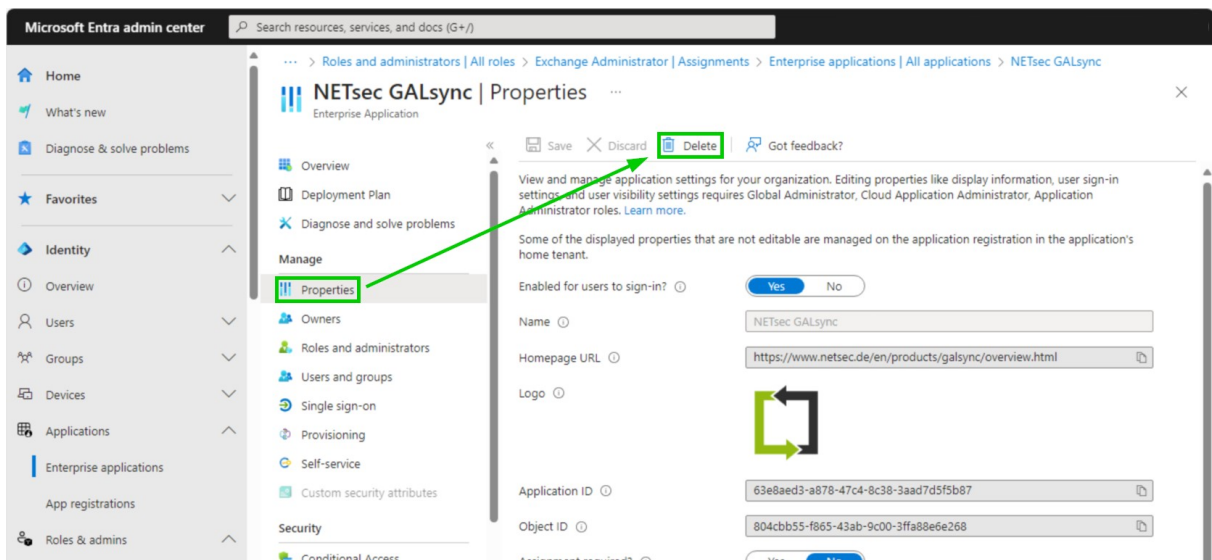 Microsoft Entra admin center
Search resources, services, and docs (G+/)
··· > Roles and administrators | All roles > Exchange Administrator | Assignments > Enterprise applications | All applications > NETsec GALsync
NETsec GALsync | Properties ···
Enterprise Application
Home
What's new
Diagnose & solve problems
Favorites
Identity
Overview
Users
Groups
Devices
Applications
Enterprise applications
App registrations
Roles & admins
Overview
Deployment Plan
Diagnose and solve problems
Manage
Properties
Owners
Roles and administrators
Users and groups
Single sign-on
Provisioning
Self-service
Custom security attributes
Security
Conditional Access
Save Discard Delete Got feedback?
View and manage application settings for your organization. Editing properties like display information, user sign-in
settings, and user visibility settings requires Global Administrator, Cloud Application Administrator, Application
Administrator roles. Learn more.
Some of the displayed properties that are not editable are managed on the application registration in the application's
home tenant.
Enabled for users to sign-in? Yes No
Name NETsec GALsync
Homepage URL https://www.netsec.de/en/products/galsync/overview.html
Logo
Application ID 63e8aed3-a878-47c4-8c38-3aad7d5f5b87
Object ID 804cbb55-f865-43ab-9c00-3ffa88e6e268
Assignment required? Yes No